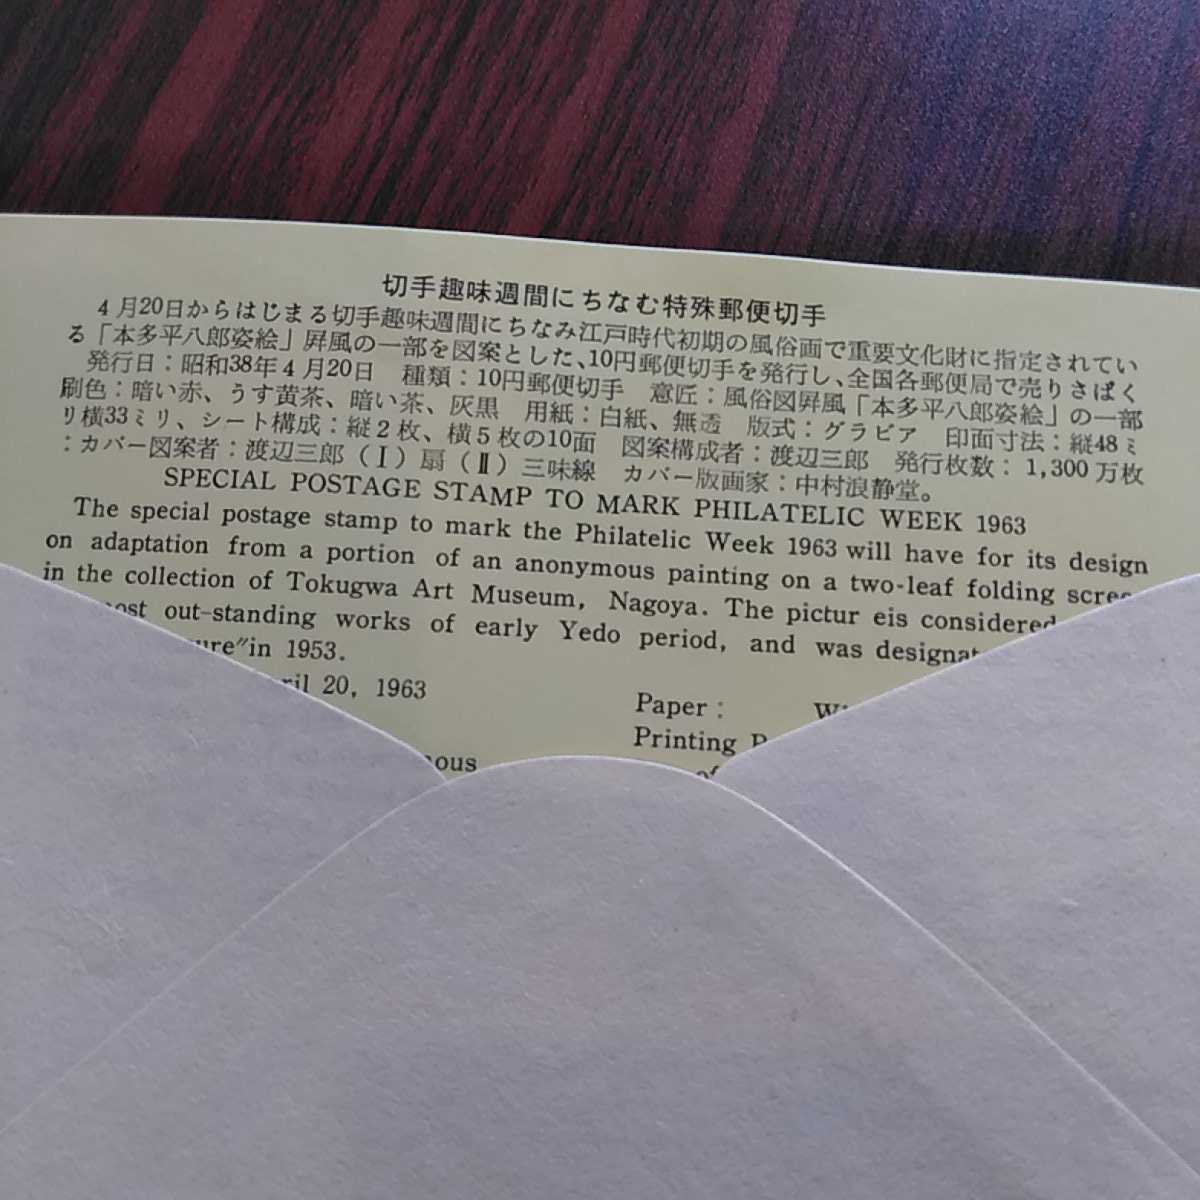 切手趣味週間にちなむ特殊郵便切手
4月20日からはじまる切手趣味週間にちなみ江戸時代初期の風俗画で重要文化財に指定されてい
る「本多平八郎姿絵」屏風の一部を図案とした、10円郵便切手を発行し、全国各郵便局で売りさばく
発行日：昭和38年4月20日 種類：10円郵便切手 意匠：風俗図屏風「本多平八郎姿絵」の一部
刷色：暗い赤、うす黄茶、暗い茶、灰黒 用紙：白紙、無透 版式：グラビア 印面寸法：縦48ミ
リ横33ミリ、シート構成：縦2枚、横5枚の10面 図案構成者：渡辺三郎 発行枚数：1,300万枚
：カバー図案者：渡辺三郎（Ⅰ）扇（Ⅱ）三味線 カバー版画家：中村浪静堂。
SPECIAL POSTAGE STAMP TO MARK PHILATELIC WEEK 1963
The special postage stamp to mark the Philatelic Week 1963 will have for its design
on adaptation from a portion of an anonymous painting on a two-leaf folding
in the collection of Tokugwa Art Museum, Nagoya. The pictur eis considered
out-standing works of early Yedo period, and was
in 1953.
20, 1963
Paper:
Printing